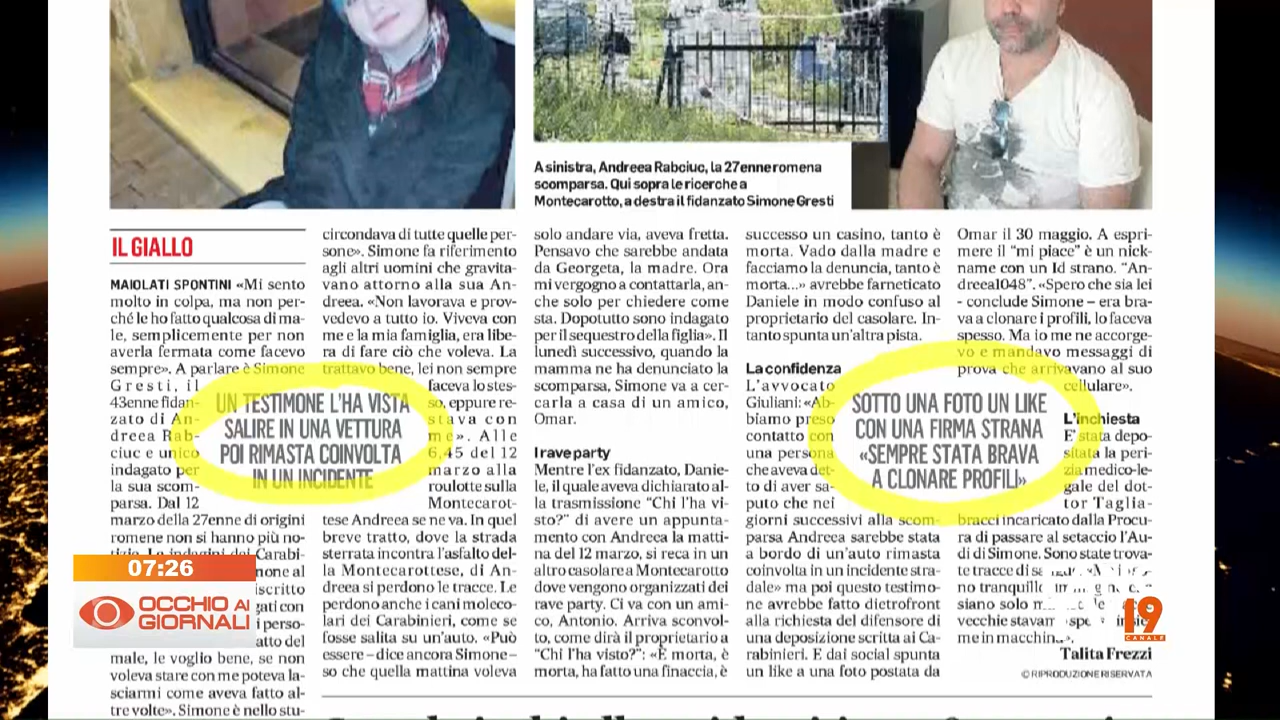 A sinistra, Andreea Rabciuc, la 27enne romena
scomparsa. Qui sopra le ricerche a
Montecarotto, a destra il fidanzato Simone Gresti
IL GIALLO
MAIOLATI SPONTINI «Mi sento
molto in colpa, ma non per-
ché le ho fatto qualcosa di ma-
le, semplicemente per non
averla fermata come facevo
sempre». A parlare è Simone
Gresti, il
43enne fidan-
zato di An-
dreea Rab-
ciuc e unico
indagato per
la sua scom-
parsa. Dal 12
marzo della 27enne di origini
romene non si hanno più no-
tizie. Le indagini dei Carabi-
none al
iscritto
gati con
i perso-
atto del
male, le voglio bene, se non
voleva stare con me poteva la-
sciarmi come aveva fatto al-
tre volte». Simone è nello stu-
UN TESTIMONE L'HA VISTA
SALIRE IN UNA VETTURA
POI RIMASTA COINVOLTA
IN UN INCIDENTE
circondava di tutte quelle per-
sone». Simone fa riferimento
agli altri uomini che gravita-
vano attorno alla sua An-
dreea. «Non lavorava e prov-
vedevo a tutto io. Viveva con
me e la mia famiglia, era libe-
ra di fare ciò che voleva. La
trattavo bene, lei non sempre
faceva lo stes-
so, eppure re-
stava con
me». Alle
6,45 del 12
marzo alla
roulotte sulla
Montecarot-
tese Andreea se ne va. In quel
breve tratto, dove la strada
sterrata incontra l'asfalto del-
la Montecarottese, di An-
dreea si perdono le tracce. Le
perdono anche i cani moleco-
lari dei Carabinieri, come se
fosse salita su un'auto. «Può
essere – dice ancora Simone –
so che quella mattina voleva
solo andare via, aveva fretta.
Pensavo che sarebbe andata
da Georgeta, la madre. Ora
mi vergogno a contattarla, an-
che solo per chiedere come
sta. Dopotutto sono indagato
per il sequestro della figlia». Il
lunedì successivo, quando la
mamma ne ha denunciato la
scomparsa, Simone va a cer-
carla a casa di un amico,
Omar.
I rave party
Mentre l'ex fidanzato, Danie-
le, il quale aveva dichiarato al-
la trasmissione “Chi l'ha vi-
sto?” di avere un appunta-
mento con Andreea la matti-
na del 12 marzo, si reca in un
altro casolare a Montecarotto
dove vengono organizzati dei
rave party. Ci va con un ami-
co, Antonio. Arriva sconvol-
to, come dirà il proprietario a
“Chi l'ha visto?”: «È morta, è
morta, ha fatto una finaccia, è
successo un casino, tanto è
morta. Vado dalla madre e
facciamo la denuncia, tanto è
morta...» avrebbe farneticato
Daniele in modo confuso al
proprietario del casolare. In-
tanto spunta un'altra pista.
La confidenza
L'avvocato
Giuliani: «Ab-
biamo preso
contatto con
una persona
che aveva det-
to di aver sa-
puto che nei
giorni successivi alla scom-
parsa Andreea sarebbe stata
a bordo di un'auto rimasta
coinvolta in un incidente stra-
dale» ma poi questo testimo-
ne avrebbe fatto dietrofront
alla richiesta del difensore di
una deposizione scritta ai Ca-
rabinieri. E dai social spunta
un like a una foto postata da
SOTTO UNA FOTO UN LIKE
CON UNA FIRMA STRANA
«SEMPRE STATA BRAVA
A CLONARE PROFILI»
Omar il 30 maggio. A espri-
mere il “mi piace” è un nick-
name con un Id strano. “An-
dreea1048”. «Spero che sia lei
- conclude Simone – era bra-
va a clonare i profili, lo faceva
spesso. Ma io me ne accorge-
vo e mandavo messaggi di
prova che arrivavano al suo
cellulare».
L'inchiesta
E' stata depo-
sitata la peri-
zia medico-le-
gale del dot-
tor Taglia-
bracci incaricato dalla Procu-
ra di passare al setaccio l'Au-
di di Simone. Sono state trova-
te tracce di
no tranquillo
siano solo
vecchie stavam
me in macchina».
Talita Frezzi
© RIPRODUZIONE RISERVATA
07:26
OCCHIO AI
GIORNALI
19
CANALE